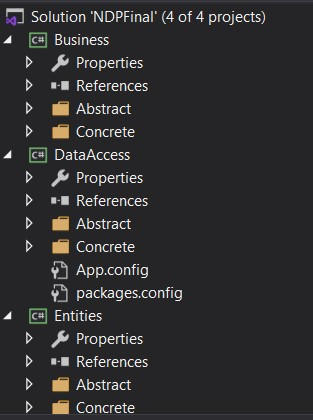 Solution 'NDPFinal' (4 of 4 projects)
C# Business
Properties
References
Abstract
Concrete
C# DataAccess
Properties
References
Abstract
Concrete
App.config
packages.config
C# Entities
Properties
References
Abstract
Concrete